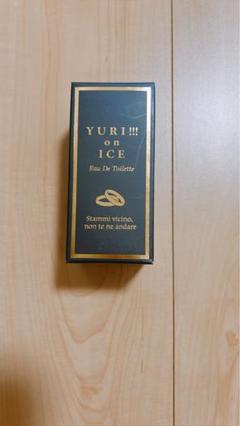 YURI!!!
on
ICE
Eau De Toilette
Stammi vicino,
non te ne andare